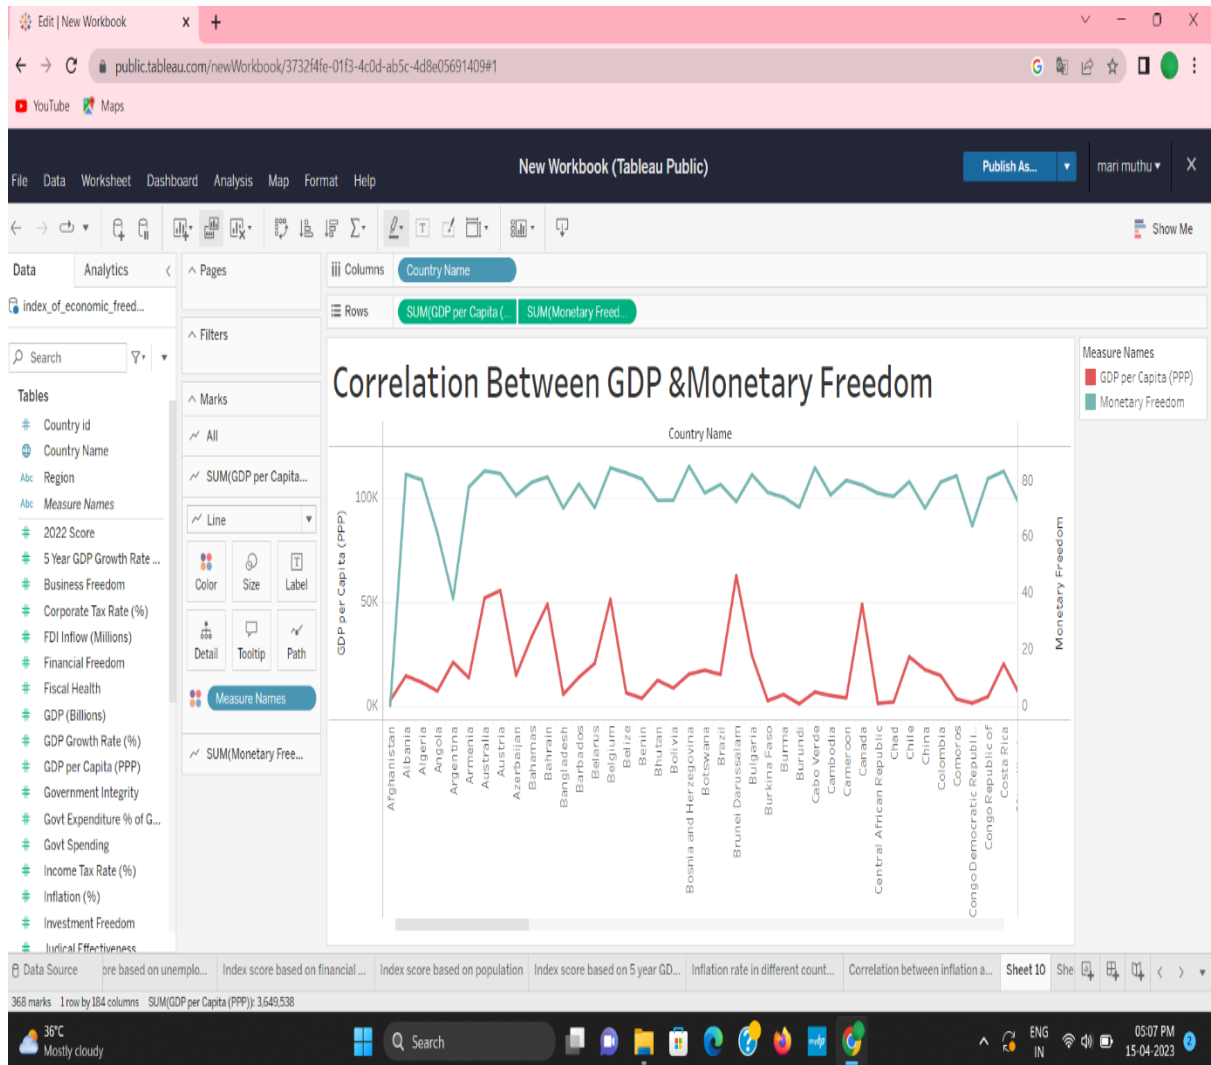 Edit | New Workbook
public.tableau.com/newWorkbook/3732f4fe-01f3-4c0d-ab5c-4d8e05691409#1
YouTube Maps
New Workbook (Tableau Public)
Publish As...
mari muthu
File Data Worksheet Dashboard Analysis Map Format Help
Show Me
Data Analytics
Pages
Columns Country Name
index_of_economic_freed...
Rows SUM(GDP per Capita (... SUM(Monetary Freed...
Filters
Search
Tables
Country id
Country Name
Abc Region
Abc Measure Names
2022 Score
5 Year GDP Growth Rate ...
Business Freedom
Corporate Tax Rate (%)
FDI Inflow (Millions)
Financial Freedom
Fiscal Health
GDP (Billions)
GDP Growth Rate (%)
GDP per Capita (PPP)
Government Integrity
Govt Expenditure % of G...
Govt Spending
Income Tax Rate (%)
Inflation (%)
Investment Freedom
Judical Effectiveness
Marks
All
SUM(GDP per Capita...
Line
Color Size Label
Detail Tooltip Path
Measure Names
SUM(Monetary Free...
Correlation Between GDP &Monetary Freedom
Country Name
GDP per Capita (PPP)
100K
50K
0K
80
60
40
20
0
Monetary Freedom
Afghanistan
Albania
Algeria
Angola
Argentina
Armenia
Australia
Austria
Azerbaijan
Bahamas
Bahrain
Bangladesh
Barbados
Belarus
Belgium
Belize
Benin
Bhutan
Bolivia
Bosnia and Herzegovina
Botswana
Brazil
Brunei Darussalam
Bulgaria
Burkina Faso
Burma
Burundi
Cabo Verde
Cambodia
Cameroon
Canada
Central African Republic
Chad
Chile
China
Colombia
Comoros
Congo Democratic Republi..
Congo Republic of
Costa Rica
Measure Names
GDP per Capita (PPP)
Monetary Freedom
Data Source ore based on unemplo... Index score based on financial ... Index score based on population Index score based on 5 year GD... Inflation rate in different count... Correlation between inflation a... Sheet 10 She
368 marks 1 row by 184 columns SUM(GDP per Capita (PPP)): 3,649,538
36°C
Mostly cloudy
Search
ENG
IN
05:07 PM
15-04-2023
2